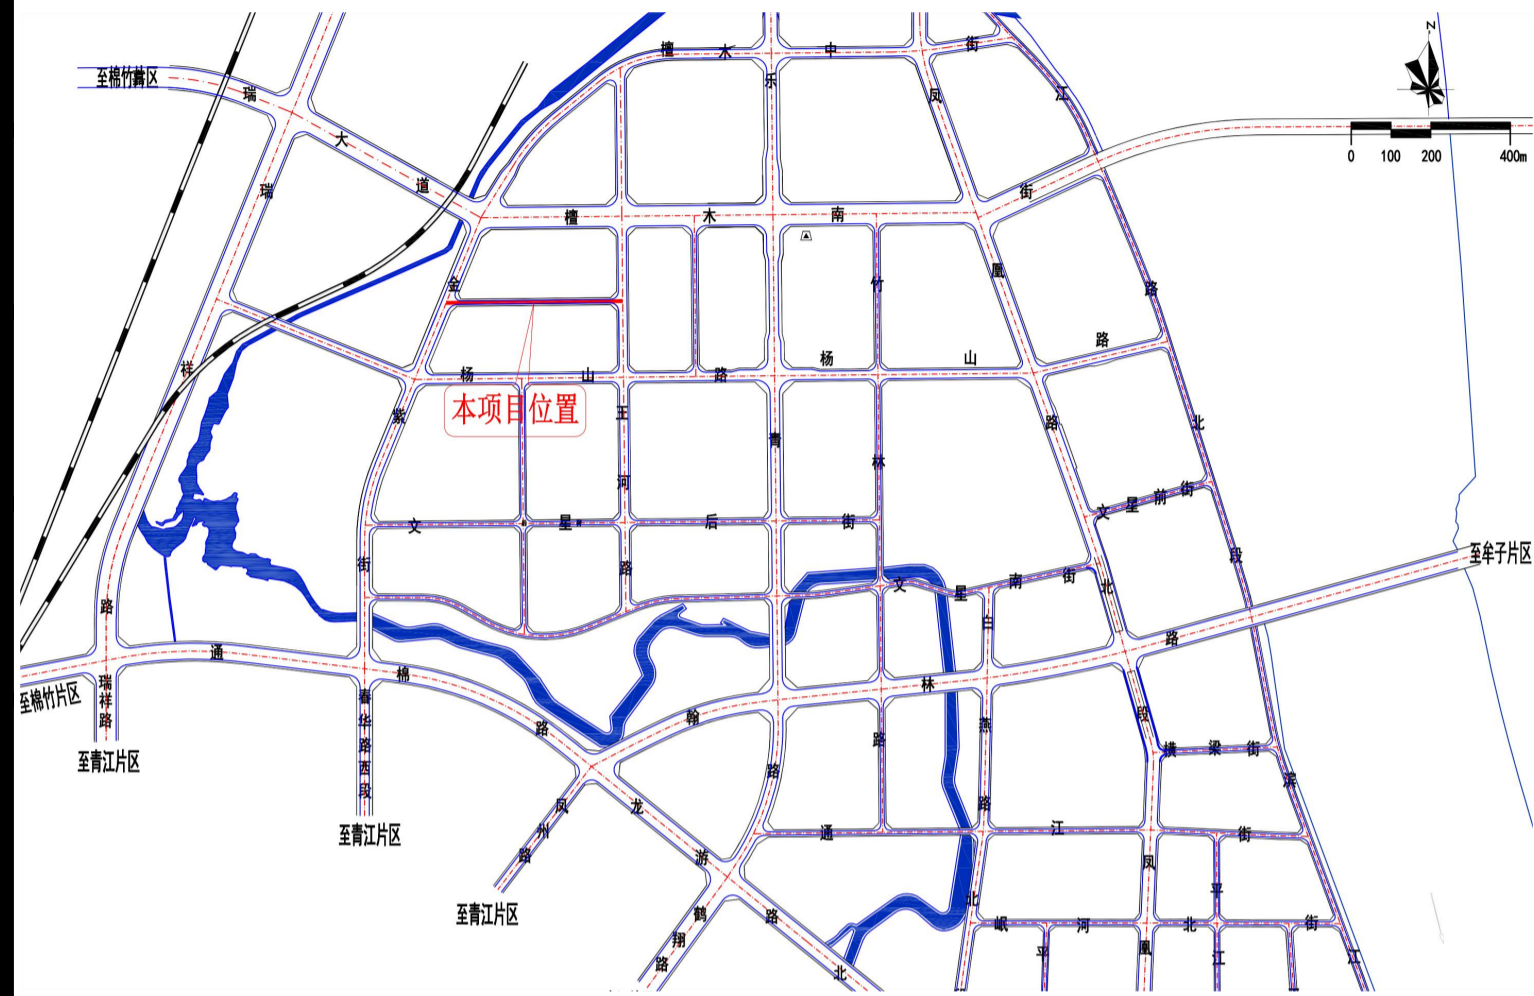 檀木中街
至棉竹片区
瑞祥大道
乐青路
凤凰路北段
滨江路北段
N
0 100 200 400m
瑞祥路
檀木南街
紫金街
竹林路
杨山路
杨山路
本项目位置
王河路
文星后街
文星前街
文星南街
至牟子片区
至棉竹片区
通棉路
瑞祥路
至青江片区
春华路西段
至青江片区
翰林路
白燕路北
横梁街
凤州路
至青江片区
龙游路北
通江街
鹤翔路
岷河北街
平江
凤凰
平
江